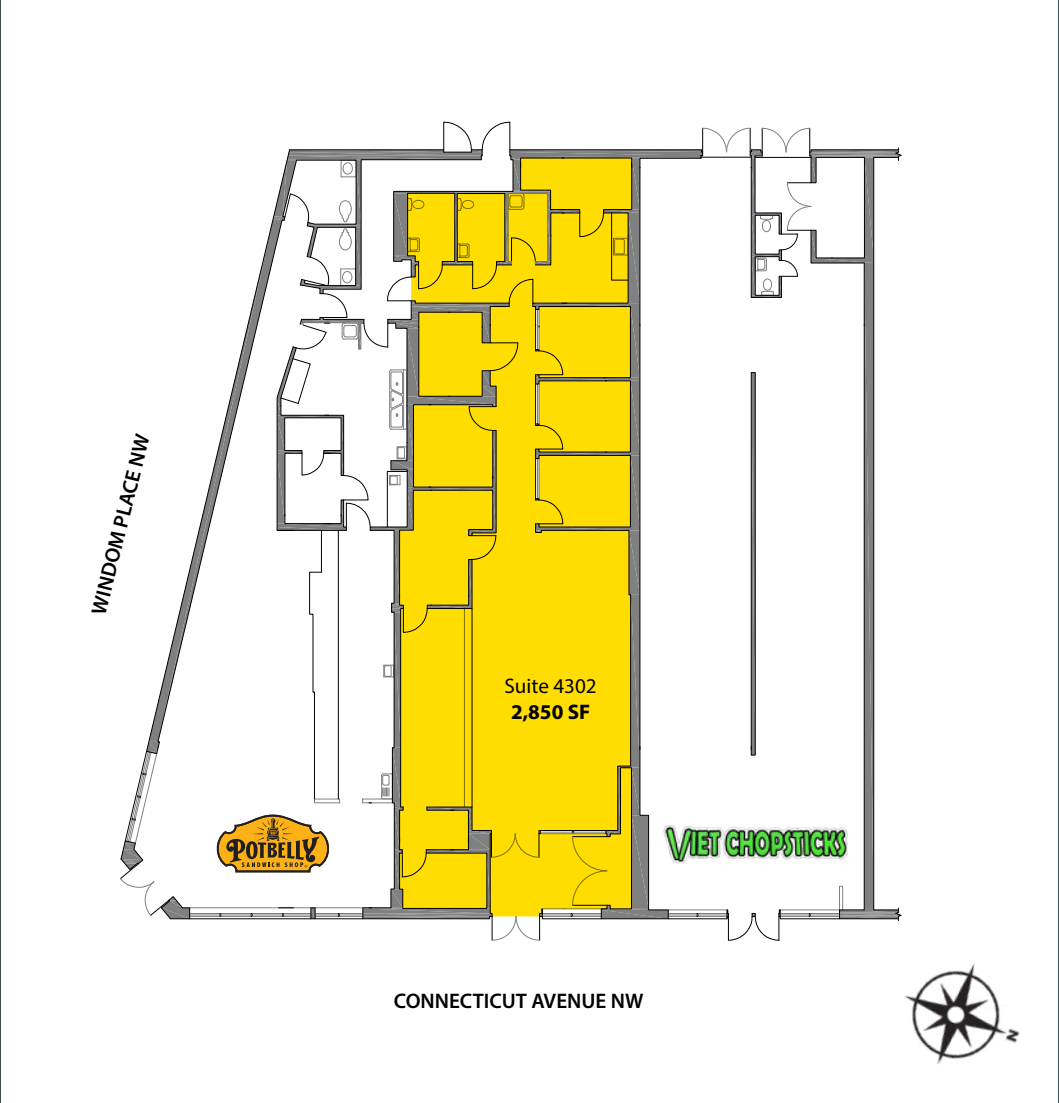 WINDOM PLACE NW
Suite 4302
2,850 SF
POTBELLY
SANDWICH SHOP
VIET CHOPSTICKS
CONNECTICUT AVENUE NW
N